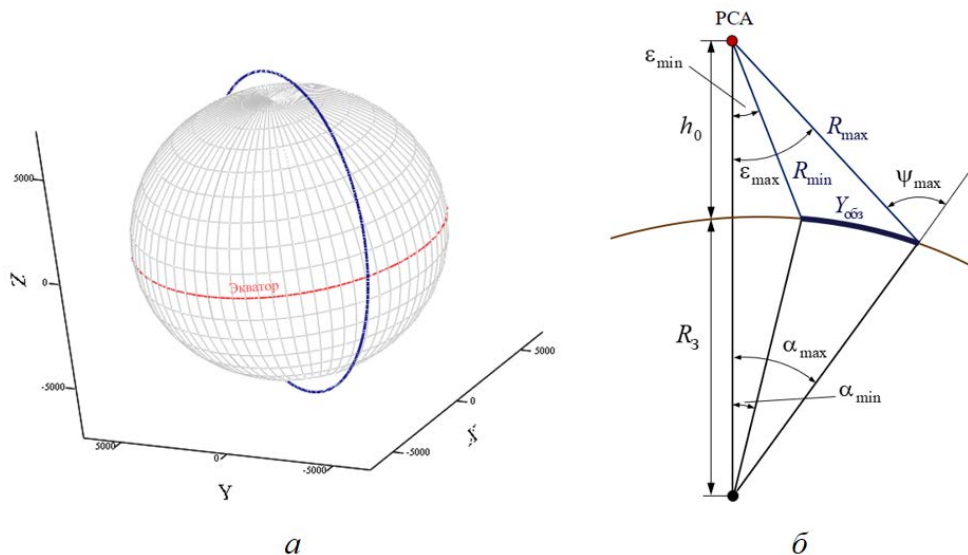 5000
0
-5000
Z
Экватор
5000
0
-5000
Y
5000
0
-5000
X
а
РСА
ε min
h₀
R max
ε max
R min
ψ max
Y обз
R З
α max
α min
б